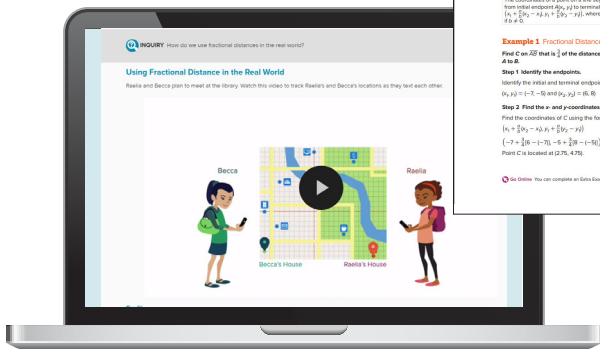 INQUIRY How do we use fractional distances in the real world?
Using Fractional Distance in the Real World
Raelia and Becca plan to meet at the library. Watch this video to track Raelia's and Becca's locations as they text each other.
Becca
Raelia
Becca's House
Raelia's House
from initial endpoint A(x₁, y₁) to terminal
(x₁ + a/b(x₂ − x₁), y₁ + a/b(y₂ − y₁)), where
if b ≠ 0.
Example 1 Fractional Distance
Find C on AB that is 3/4 of the distance
A to B.
Step 1 Identify the endpoints.
Identify the initial and terminal endpoin
(x₁, y₁) = (−7, −5) and (x₂, y₂) = (6, 8)
Step 2 Find the x- and y-coordinates
Find the coordinates of C using the fo
(x₁ + a/b(x₂ − x₁), y₁ + a/b(y₂ − y₁))
(−7 + 3/4(6 − (−7)), −5 + 3/4(8 − (−5))
Point C is located at (2.75, 4.75).
Go Online You can complete an Extra Exa